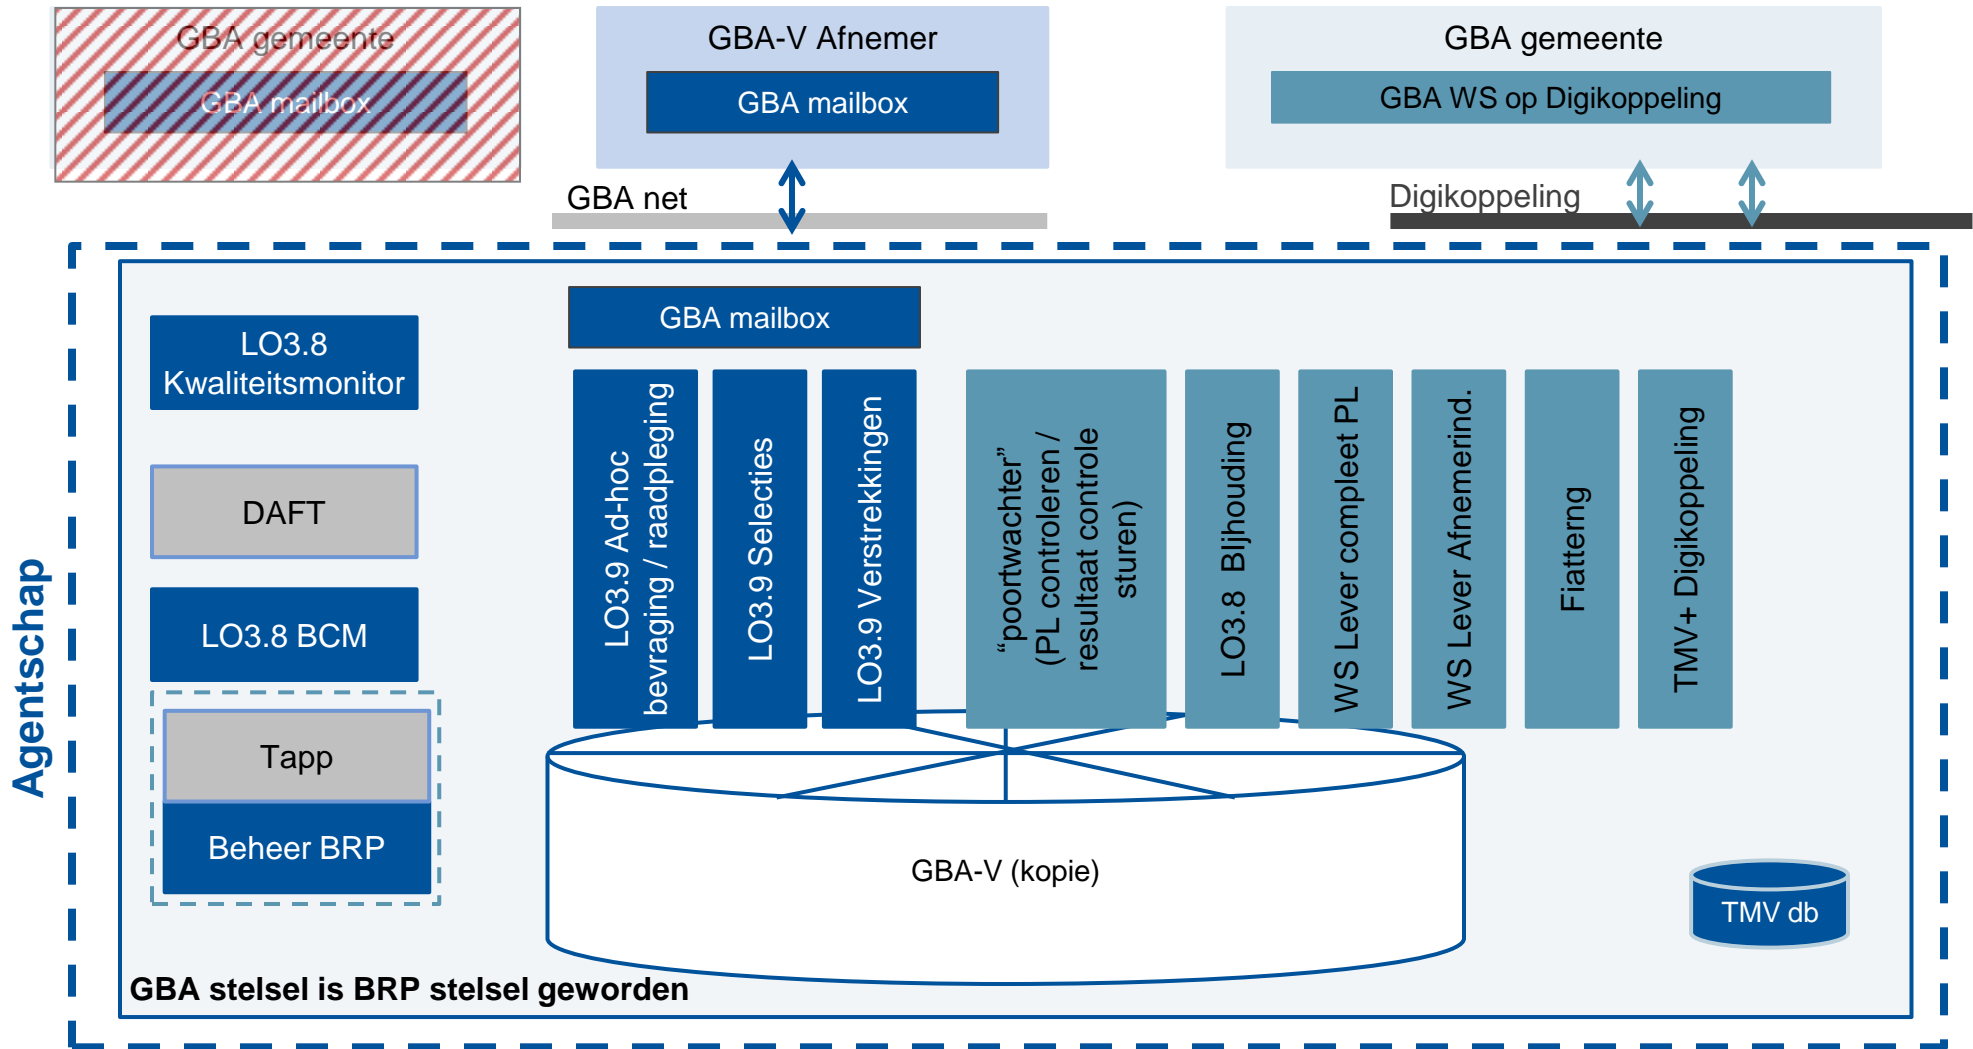 GBA gemeente
GBA mailbox
GBA-V Afnemer
GBA mailbox
GBA gemeente
GBA WS op Digikoppeling
GBA net
Digikoppeling
Agentschap
GBA mailbox
LO3.8
Kwaliteitsmonitor
DAFT
LO3.8 BCM
Tapp
Beheer BRP
LO3.9 Ad-hoc
bevraging / raadpleging
LO3.9 Selecties
LO3.9 Verstrekkingen
“poortwachter”
(PL controleren /
resultaat controle
sturen)
LO3.8 BIjhouding
WS Lever compleet PL
WS Lever Afnemerind.
Fiatterng
TMV+ Digikoppeling
GBA-V (kopie)
TMV db
GBA stelsel is BRP stelsel geworden